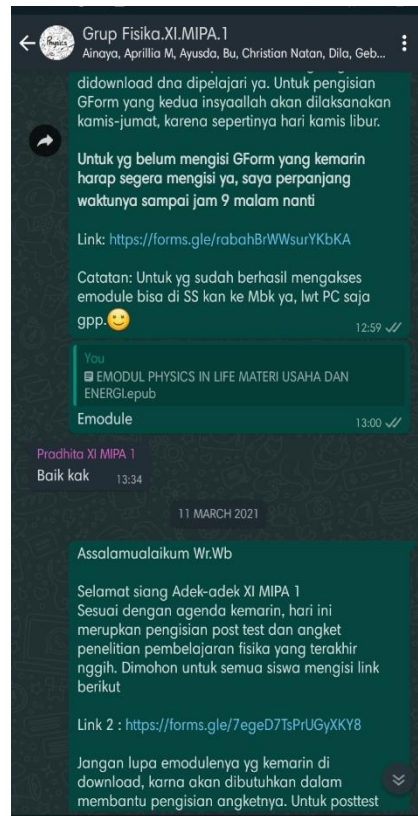 Physics
Grup Fisika.XI.MIPA.1
Ainaya, Aprillia M, Ayusda, Bu, Christian Natan, Dila, Geb...
didownload dna dipelajari ya. Untuk pengisian
GForm yang kedua insyaallah akan dilaksanakan
kamis-jumat, karena sepertinya hari kamis libur.
Untuk yg belum mengisi GForm yang kemarin
harap segera mengisi ya, saya perpanjang
waktunya sampai jam 9 malam nanti
Link: https://forms.gle/rabahBrWWsurYKbKA
Catatan: Untuk yg sudah berhasil mengakses
emodule bisa di SS kan ke Mbk ya, lwt PC saja
gpp.🙂
12:59
You
EMODUL PHYSICS IN LIFE MATERI USAHA DAN
ENERGI.epub
Emodule
13:00
Pradhita XI MIPA 1
Baik kak
13:34
11 MARCH 2021
Assalamualaikum Wr.Wb
Selamat siang Adek-adek XI MIPA 1
Sesuai dengan agenda kemarin, hari ini
merupkan pengisian post test dan angket
penelitian pembelajaran fisika yang terakhir
nggih. Dimohon untuk semua siswa mengisi link
berikut
Link 2 : https://forms.gle/7egeD7TsPrUGyXKY8
Jangan lupa emodulenya yg kemarin di
download, karna akan dibutuhkan dalam
membantu pengisian angketnya. Untuk posttest